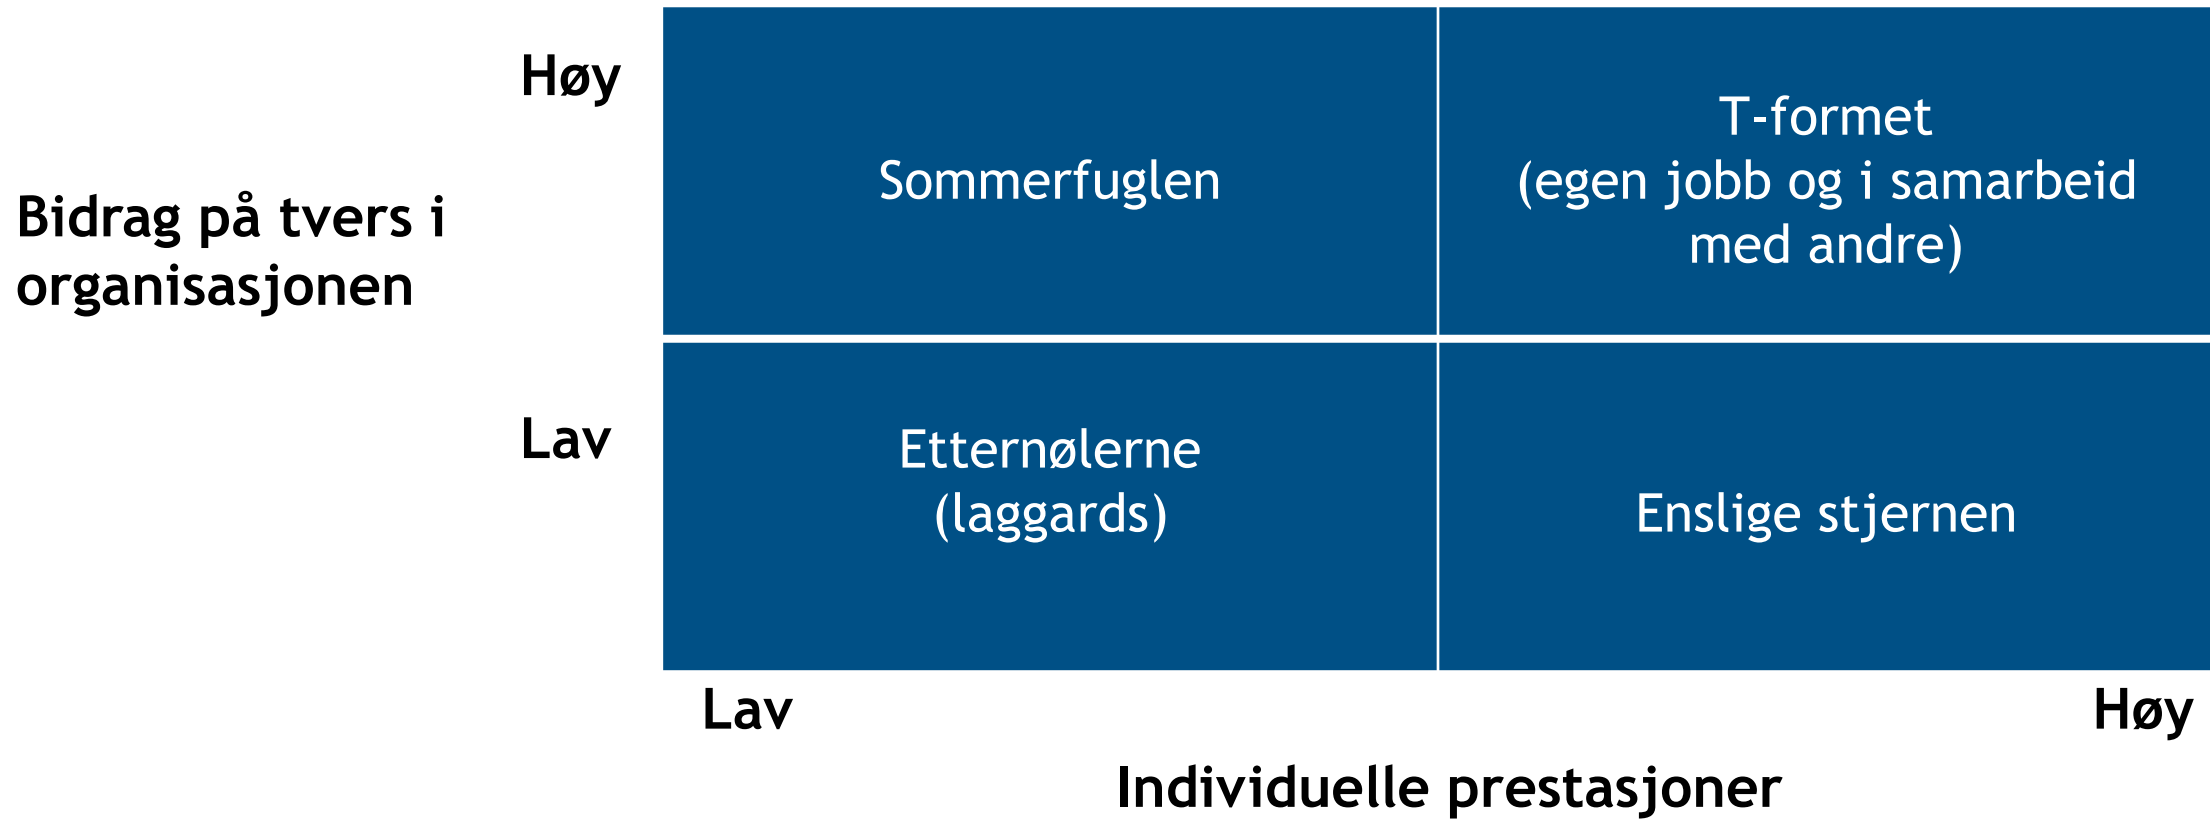 Høy
Bidrag på tvers i
organisasjonen
Lav
Sommerfuglen
T-formet
(egen jobb og i samarbeid
med andre)
Etternølerne
(laggards)
Enslige stjernen
Lav
Høy
Individuelle prestasjoner